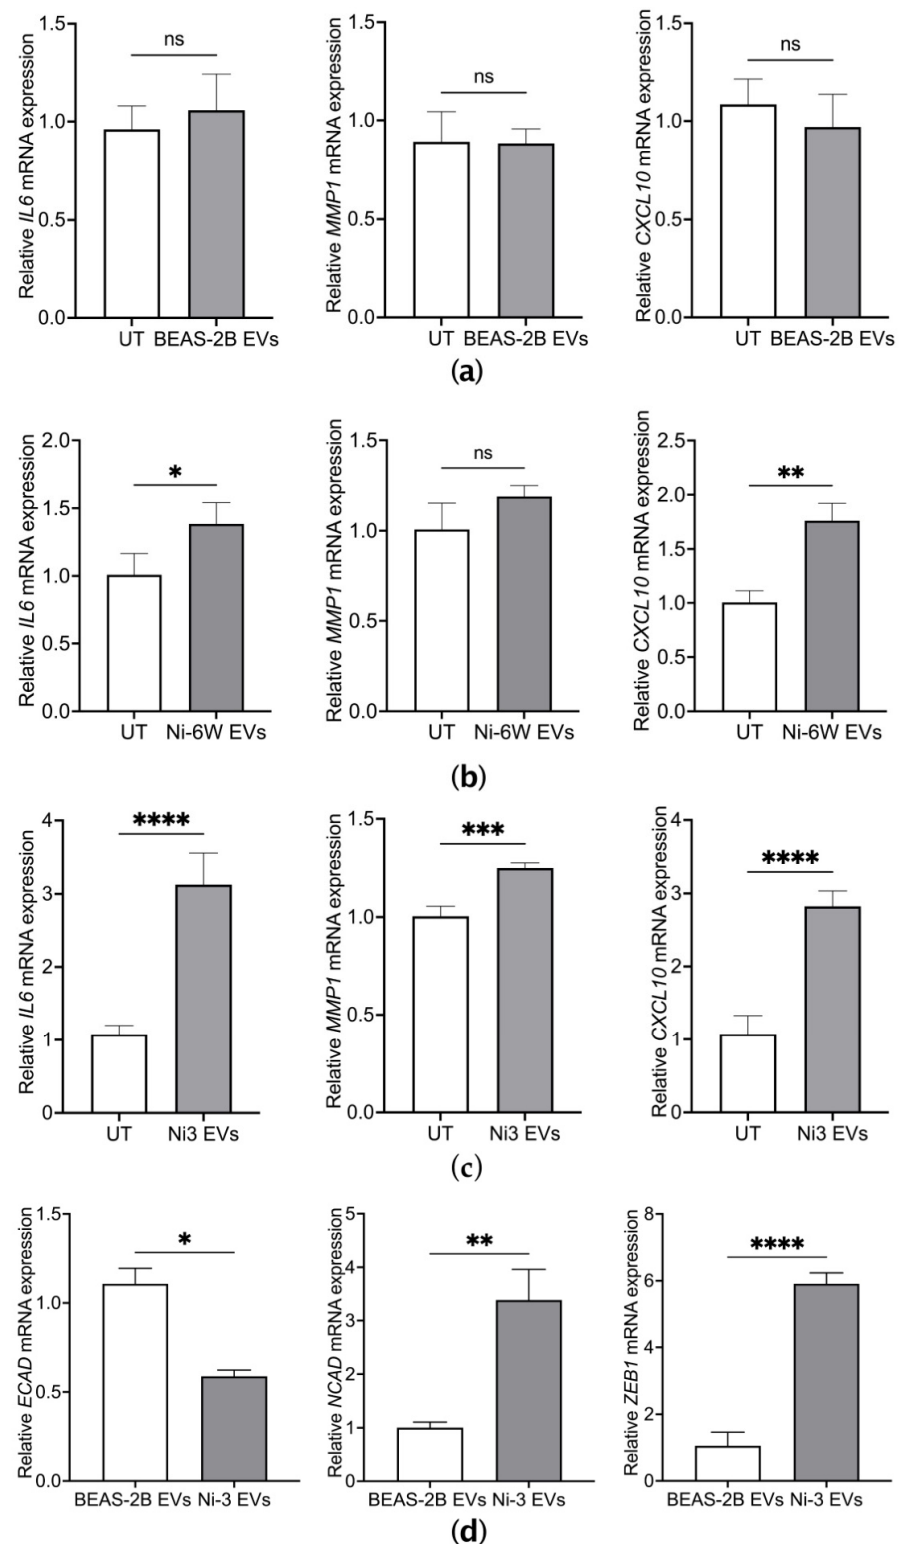 Relative IL6 mRNA expression
1.5
1.0
0.5
0.0
ns
UT BEAS-2B EVs
Relative MMP1 mRNA expression
1.5
1.0
0.5
0.0
ns
UT BEAS-2B EVs
Relative CXCL10 mRNA expression
1.5
1.0
0.5
0.0
ns
UT BEAS-2B EVs
(a)
Relative IL6 mRNA expression
2.0
1.5
1.0
0.5
0.0
*
UT Ni-6W EVs
Relative MMP1 mRNA expression
1.5
1.0
0.5
0.0
ns
UT Ni-6W EVs
Relative CXCL10 mRNA expression
2.5
2.0
1.5
1.0
0.5
0.0
**
UT Ni-6W EVs
(b)
Relative IL6 mRNA expression
4
3
2
1
0
****
UT Ni3 EVs
Relative MMP1 mRNA expression
1.5
1.0
0.5
0.0
***
UT Ni3 EVs
Relative CXCL10 mRNA expression
4
3
2
1
0
****
UT Ni3 EVs
(c)
Relative ECAD mRNA expression
1.5
1.0
0.5
0.0
*
BEAS-2B EVs Ni-3 EVs
Relative NCAD mRNA expression
5
4
3
2
1
0
**
BEAS-2B EVs Ni-3 EVs
Relative ZEB1 mRNA expression
8
6
4
2
0
****
BEAS-2B EVs Ni-3 EVs
(d)